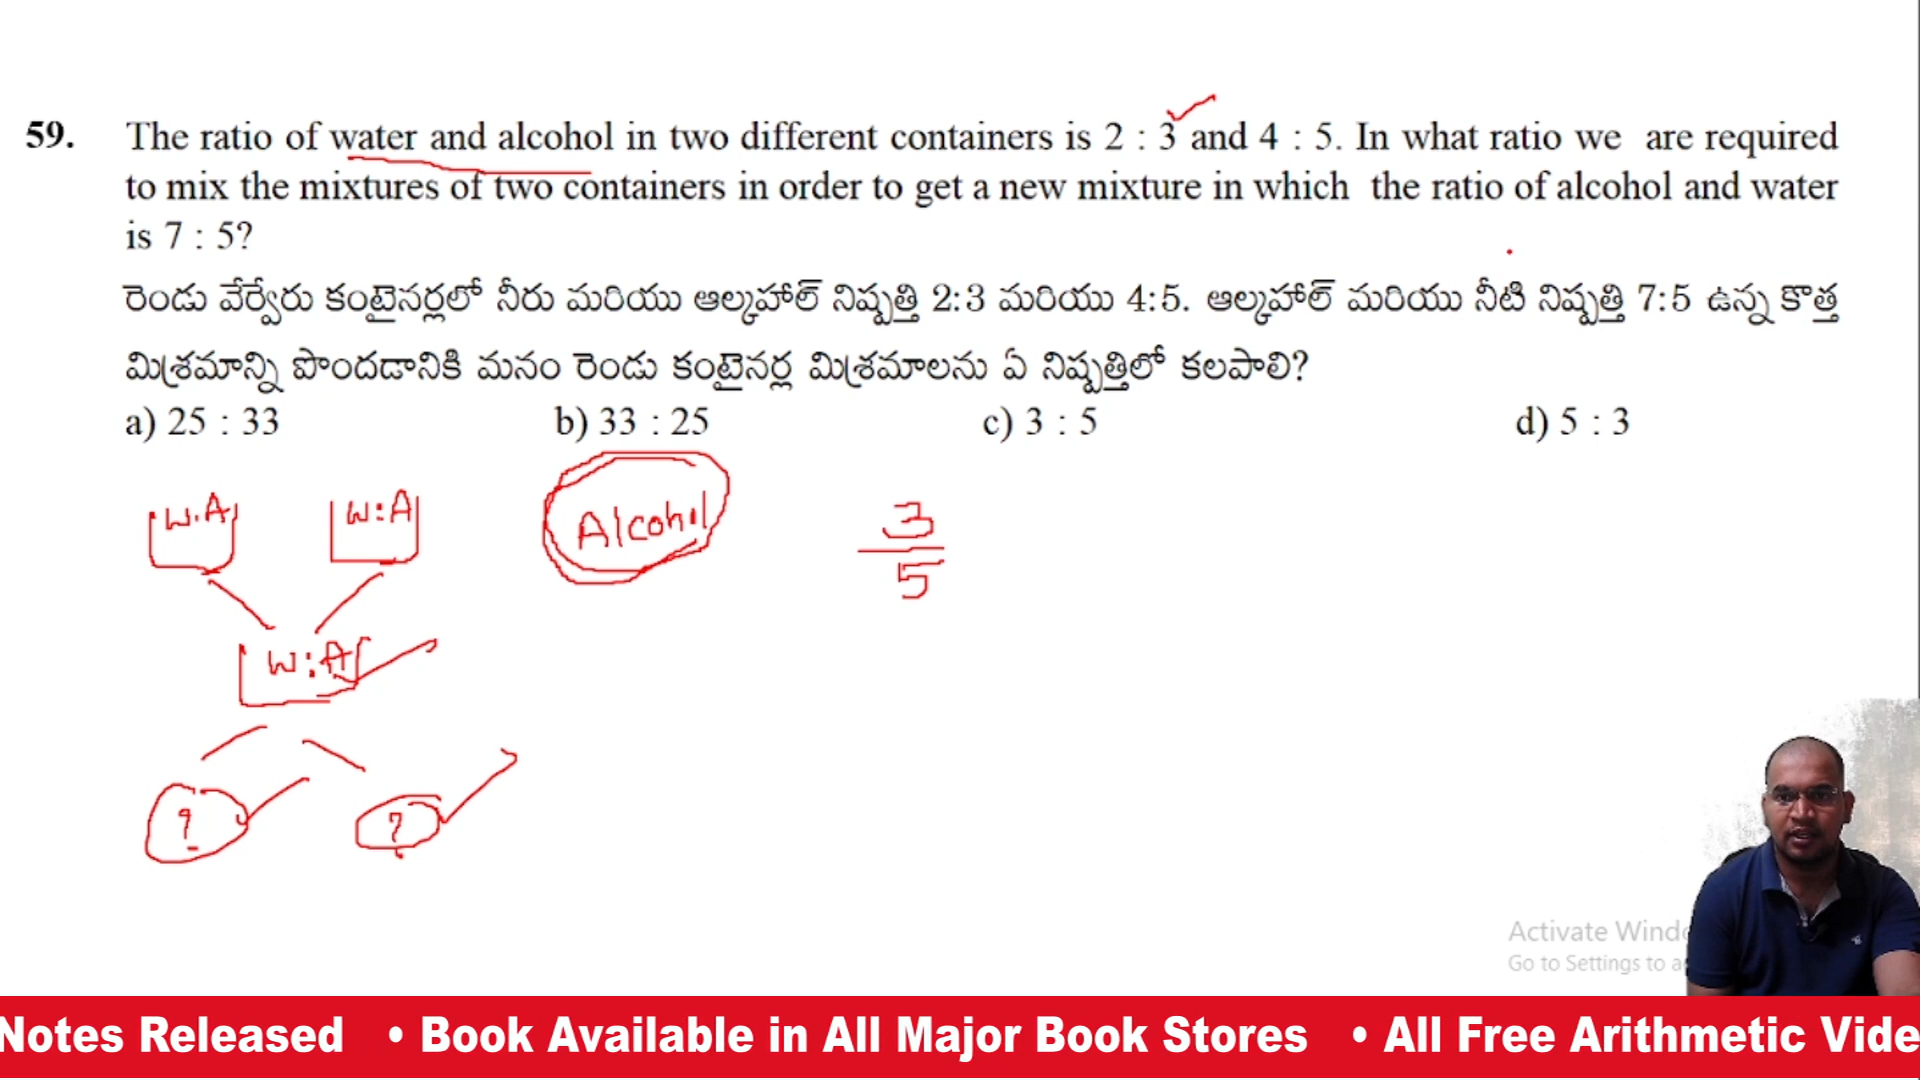 59. The ratio of water and alcohol in two different containers is 2 : 3 and 4 : 5. In what ratio we are required
to mix the mixtures of two containers in order to get a new mixture in which the ratio of alcohol and water
is 7 : 5?
రెండు వేర్వేరు కంటైనర్లలో నీరు మరియు ఆల్కహాల్ నిష్పత్తి 2:3 మరియు 4:5. ఆల్కహాల్ మరియు నీటి నిష్పత్తి 7:5 ఉన్న కొత్త
మిశ్రమాన్ని పొందడానికి మనం రెండు కంటైనర్ల మిశ్రమాలను ఏ నిష్పత్తిలో కలపాలి?
a) 25 : 33 b) 33 : 25 c) 3 : 5 d) 5 : 3
W:A W:A Alcohol 3
5
W:A
? ?
Activate Wind
Go to Settings to a
Notes Released • Book Available in All Major Book Stores • All Free Arithmetic Vide